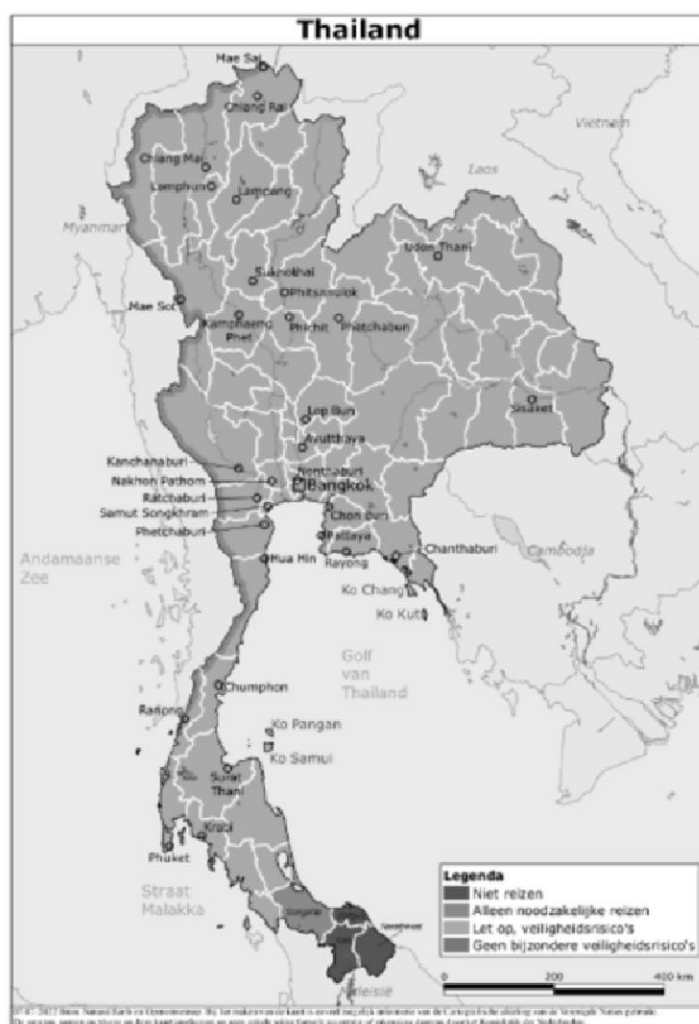 Thailand
Mae Sai
Chiang Rai
Vietnam
Chiang Mai
Laos
Lamphun
Lampang
Myanmar
Udon Thani
Sukhothai
Phitsanulok
Mae Sot
Kamphaeng
Phet
Phichit
Phetchabun
Sisaket
Lop Buri
Ayutthaya
Kanchanaburi
Nonthaburi
Nakhon Pathom
Bangkok
Ratchaburi
Samut Songkhram
Chon Buri
Phetchaburi
Pattaya
Chanthaburi
Cambodja
Andamaanse
Zee
Hua Hin
Rayong
Ko Chang
Ko Kut
Golf
van
Thailand
Chumphon
Ranong
Ko Pangan
Ko Samui
Surat
Thani
Krabi
Phuket
Straat
Malakka
Songkhla
Legenda
Niet reizen
Alleen noodzakelijke reizen
Let op, veiligheidsrisico's
Geen bijzondere veiligheidsrisico's
0 200 400 km